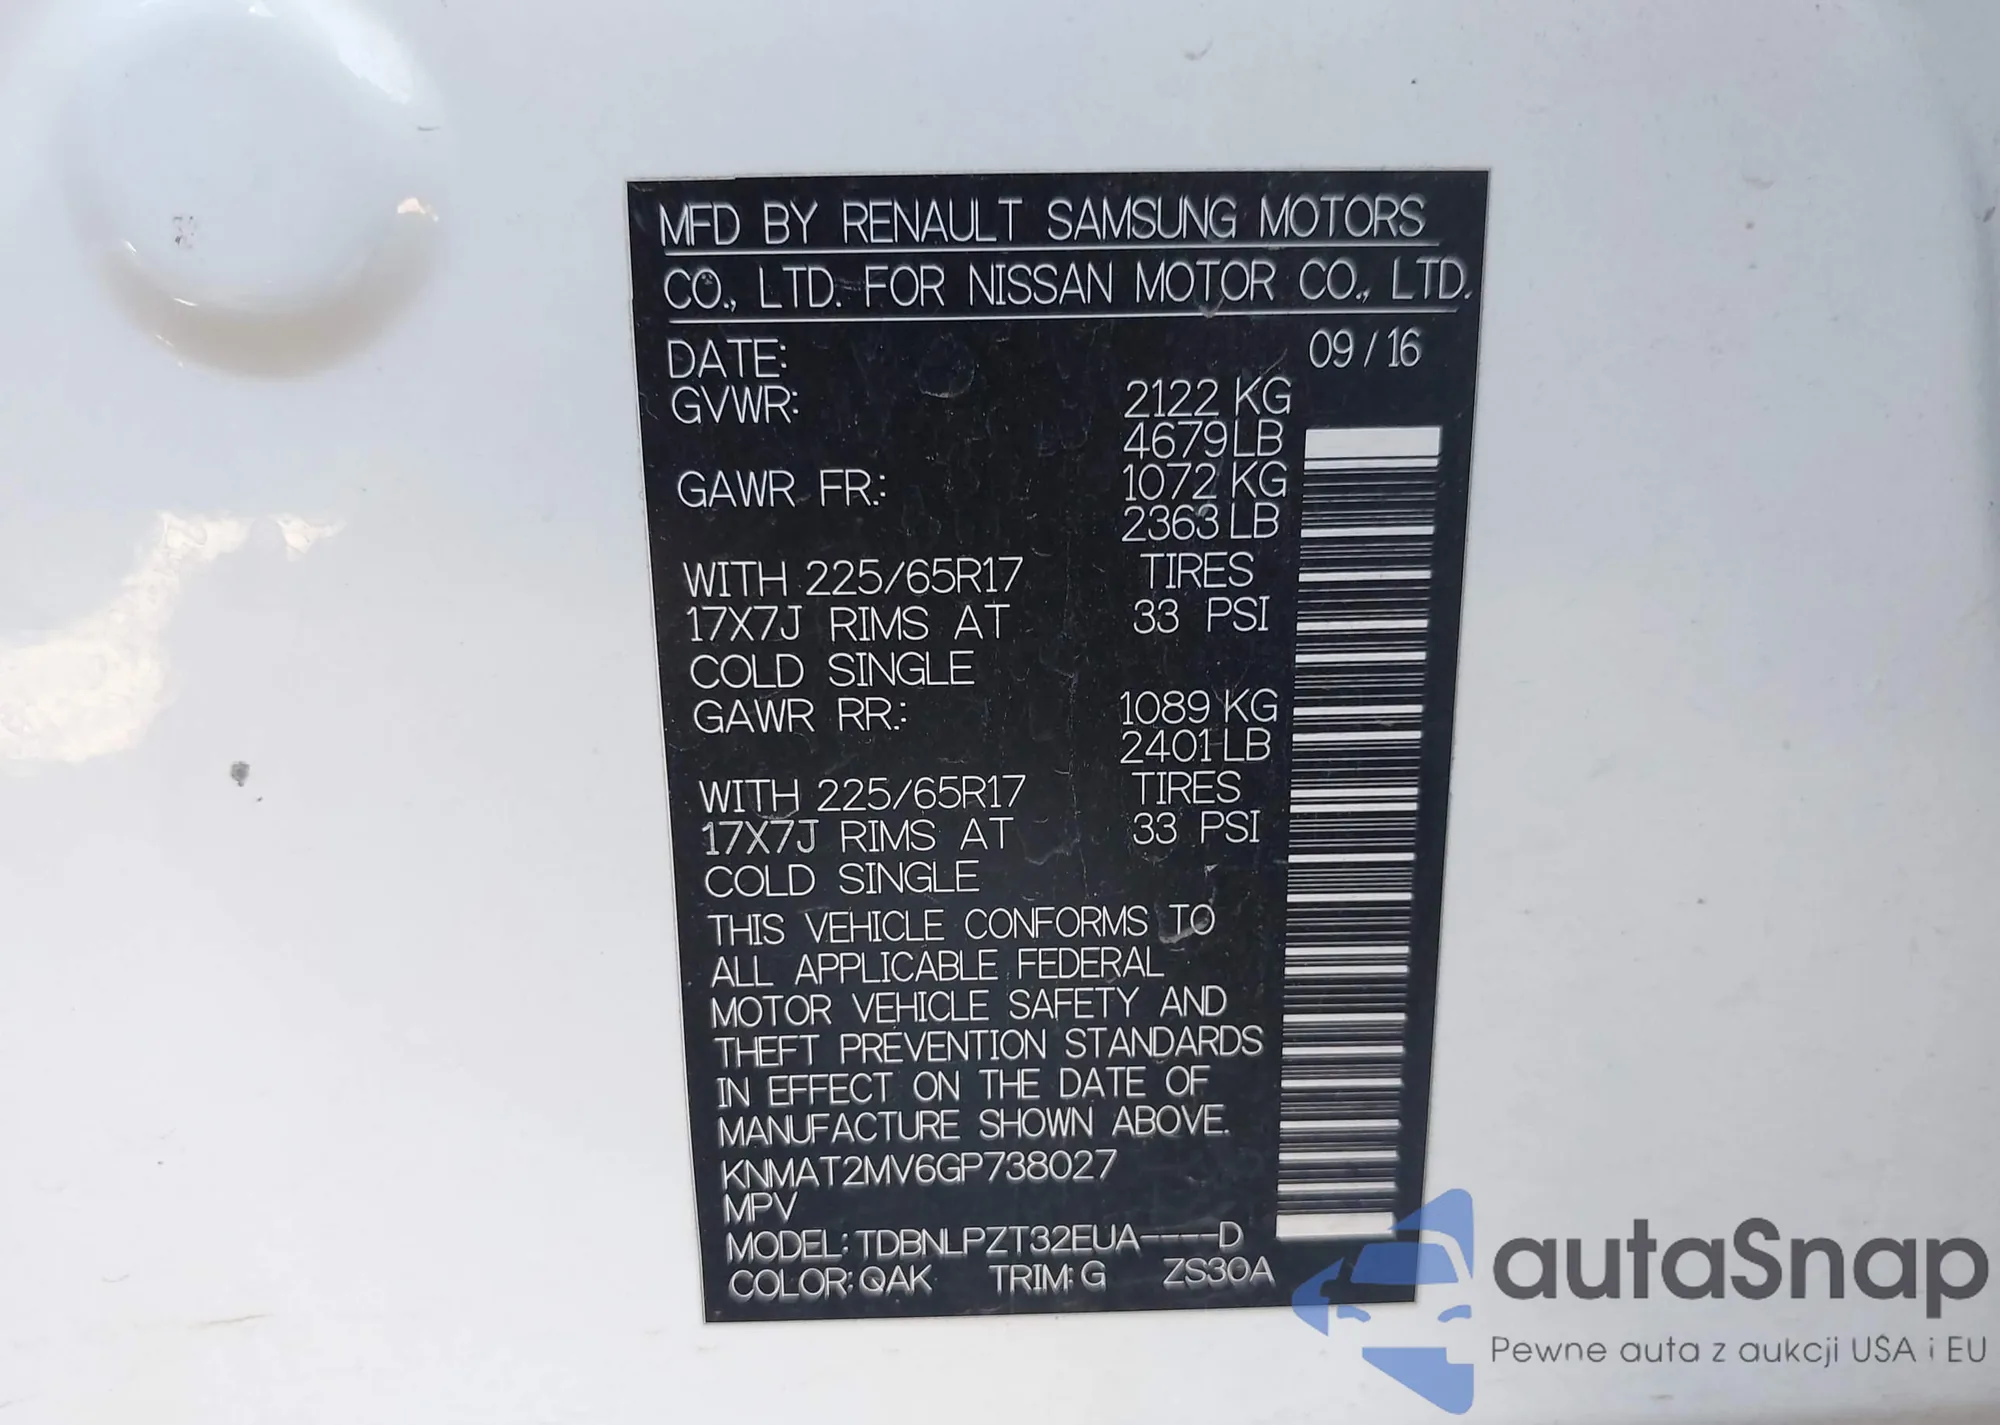 MFD BY RENAULT SAMSUNG MOTORS
CO., LTD. FOR NISSAN MOTOR CO., LTD.
DATE: 09 / 16
GVWR: 2122 KG
4679 LB
GAWR FR.: 1072 KG
2363 LB
WITH 225/65R17 TIRES
17X7J RIMS AT 33 PSI
COLD SINGLE
GAWR RR.: 1089 KG
2401 LB
WITH 225/65R17 TIRES
17X7J RIMS AT 33 PSI
COLD SINGLE
THIS VEHICLE CONFORMS TO
ALL APPLICABLE FEDERAL
MOTOR VEHICLE SAFETY AND
THEFT PREVENTION STANDARDS
IN EFFECT ON THE DATE OF
MANUFACTURE SHOWN ABOVE.
KNMAT2MV6GP738027
MPV
MODEL: TDBNLPZT32EUA----D
COLOR: QAK TRIM: G ZS30A
autaSnap
Pewne auta z aukcji USA i EU